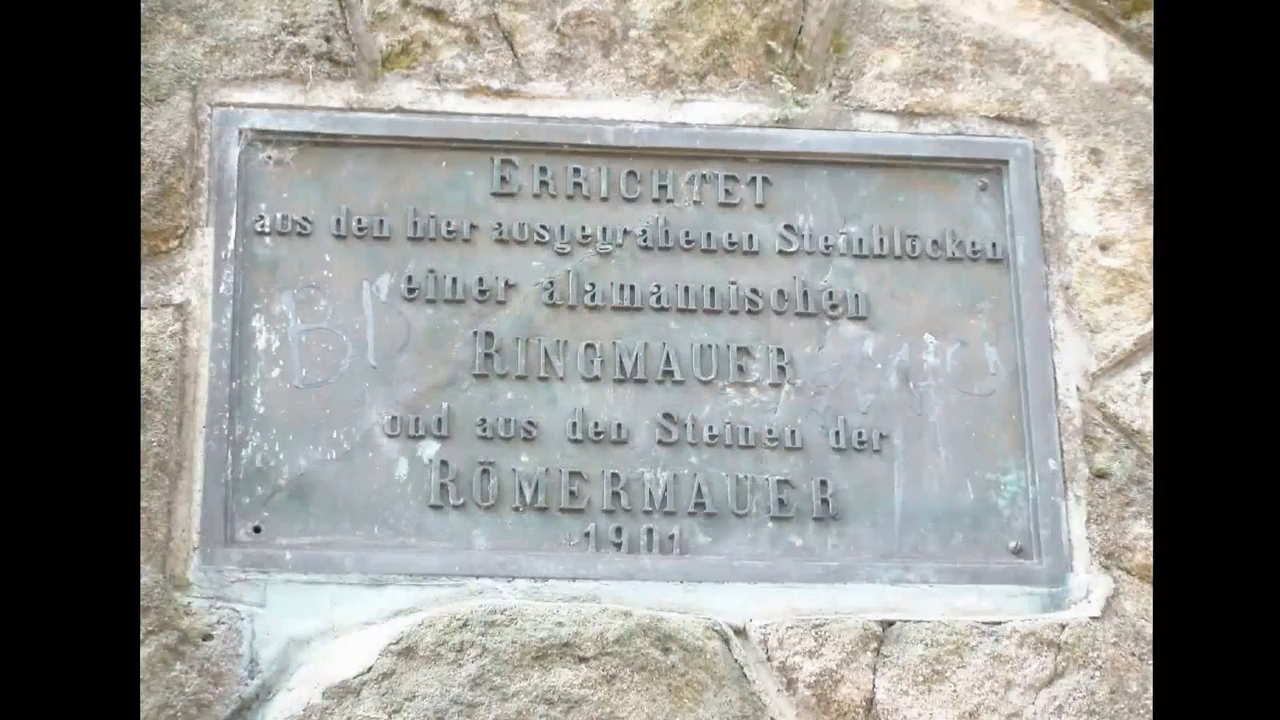 ERRICHTET
aus den hier ausgegrabenen Steinblöcken
einer alamannischen
RINGMAUER
und aus den Steinen der
RÖMERMAUER
1901